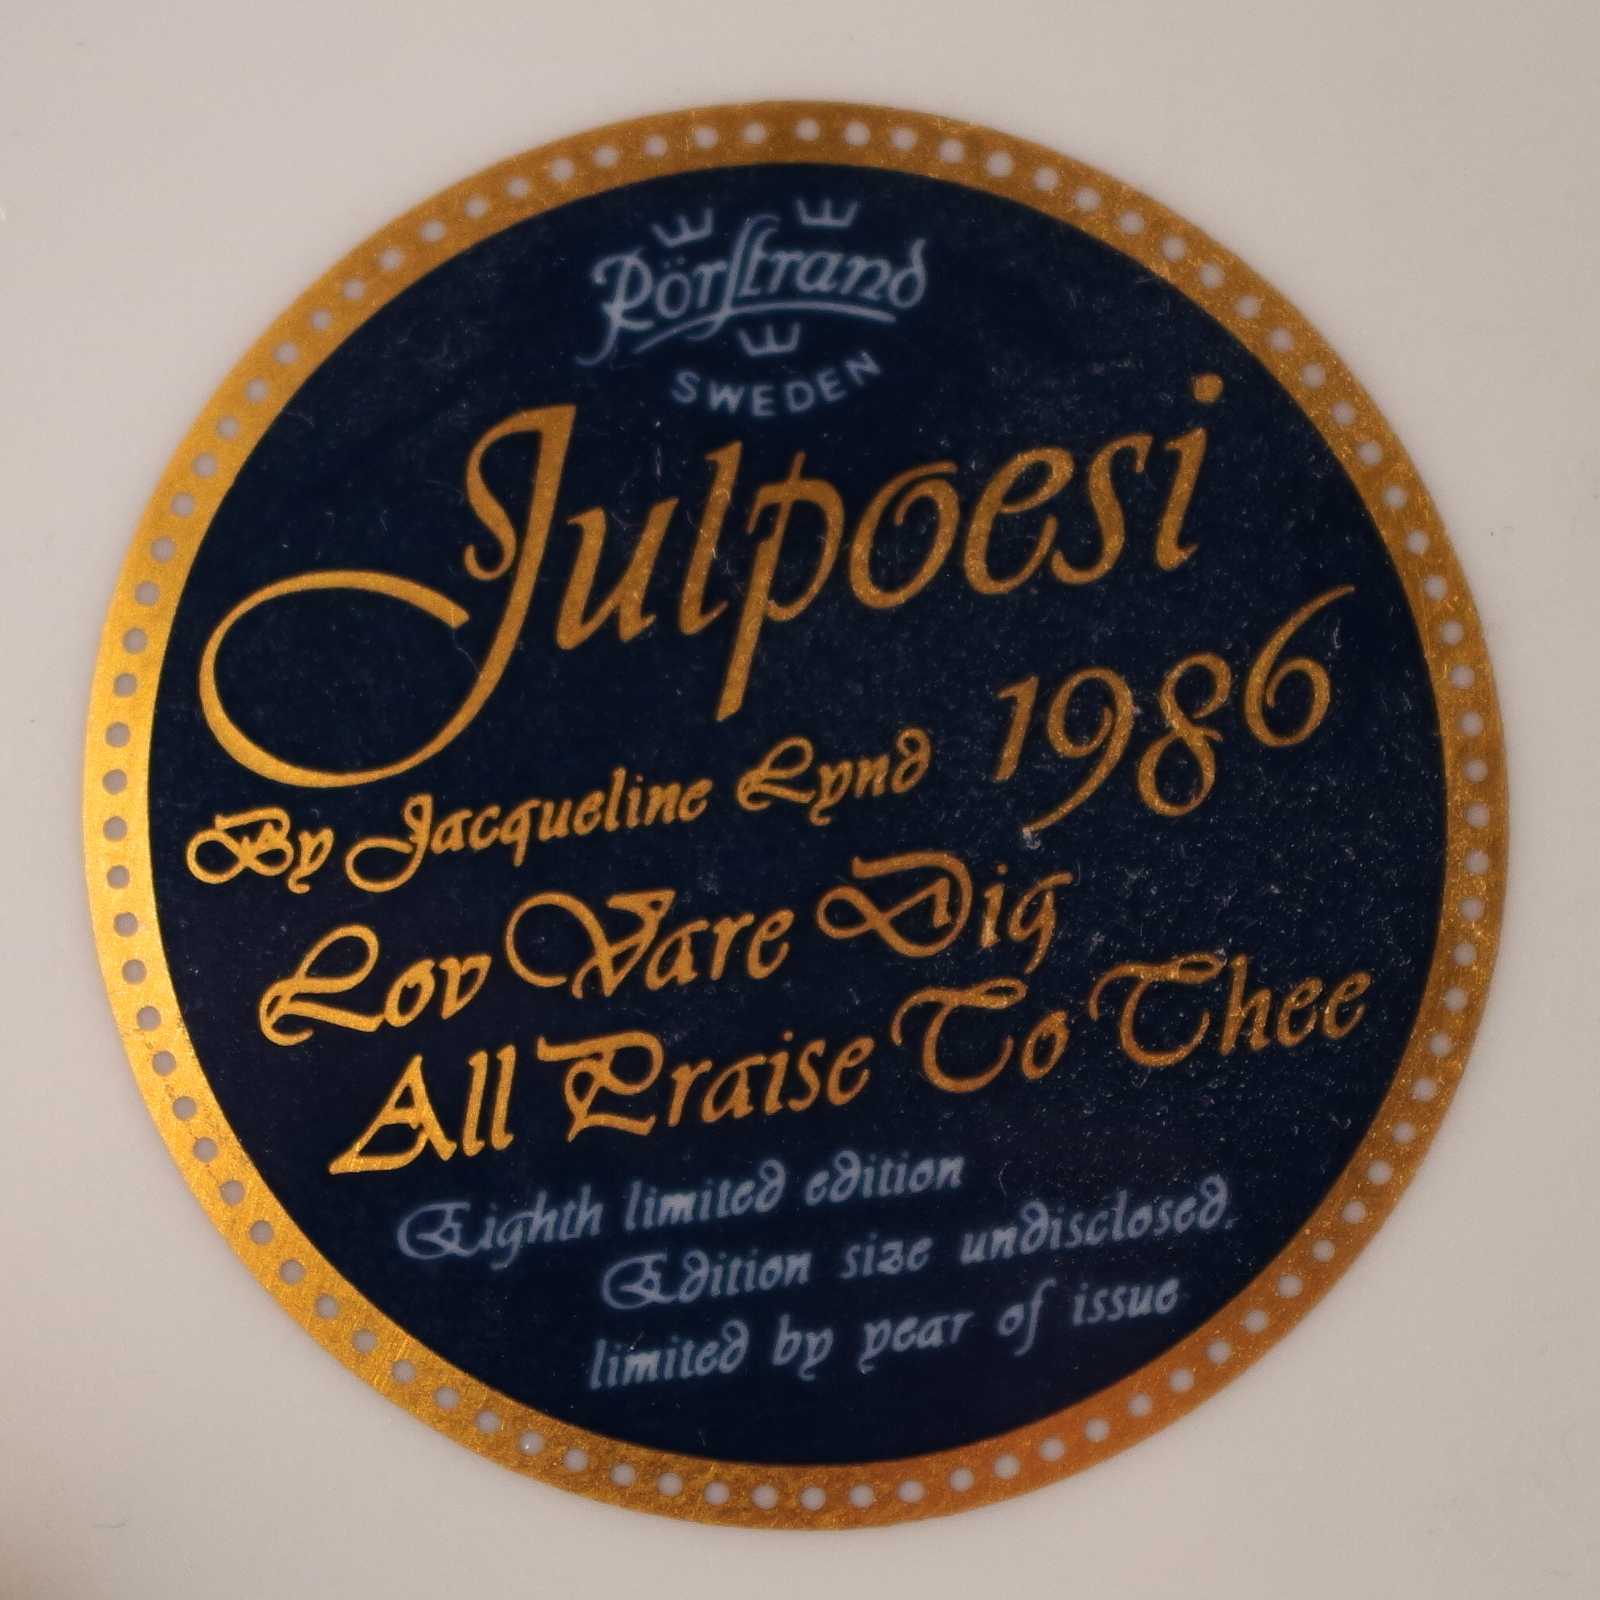 Rörstrand
SWEDEN
Julpoesi
1986
By Jacqueline Lynd
Lov Vare Dig
All Praise To Thee
Eighth limited edition
Edition size undisclosed.
limited by year of issue